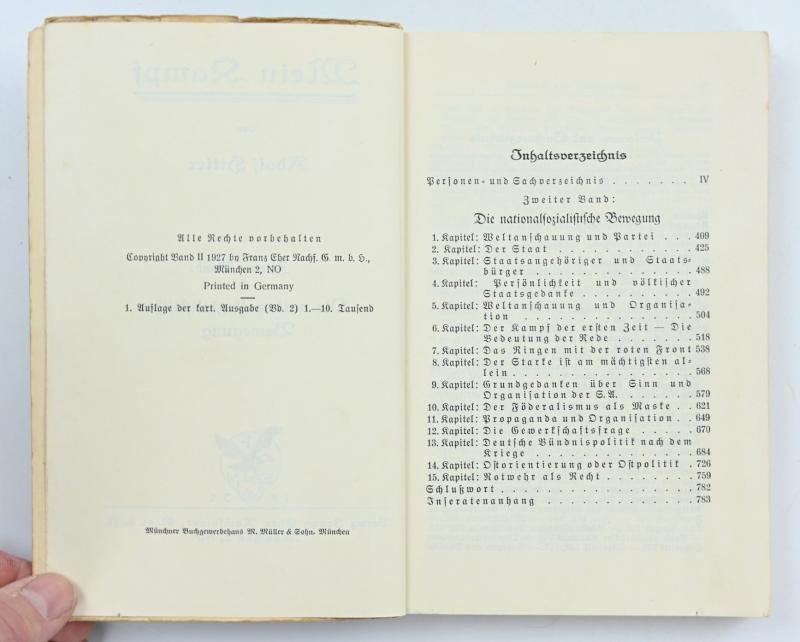 Mein Kampf
Von
Adolf Hitler
Alle Rechte vorbehalten
Copyright Band II 1927 by Franz Eher Nachf. G. m. b. H.,
München 2, NO
Printed in Germany
1. Auflage der kart. Ausgabe (Bd. 2) 1.—10. Tausend
Bewegung
Münchner Buchgewerbehaus M. Müller & Sohn, München
Inhaltsverzeichnis
Personen- und Sachverzeichnis . . . . . . . IV
Zweiter Band:
Die nationalsozialistische Bewegung
1. Kapitel: Weltanschauung und Partei . . . 409
2. Kapitel: Der Staat . . . . . . . . . . . 425
3. Kapitel: Staatsangehöriger und Staats-
bürger . . . . . . . . . . . . 488
4. Kapitel: Persönlichkeit und völkischer
Staatsgedanke . . . . . . . . . 492
5. Kapitel: Weltanschauung und Organisa-
tion . . . . . . . . . . . . . 504
6. Kapitel: Der Kampf der ersten Zeit — Die
Bedeutung der Rede . . . . . . . 518
7. Kapitel: Das Ringen mit der roten Front 538
8. Kapitel: Der Starke ist am mächtigsten al-
lein . . . . . . . . . . . . . 568
9. Kapitel: Grundgedanken über Sinn und
Organisation der S.A. . . . . . . 579
10. Kapitel: Der Föderalismus als Maske . . 621
11. Kapitel: Propaganda und Organisation . . 649
12. Kapitel: Die Gewerkschaftsfrage . . . . . 670
13. Kapitel: Deutsche Bündnispolitik nach dem
Kriege . . . . . . . . . . . . 684
14. Kapitel: Ostorientierung oder Ostpolitik . 726
15. Kapitel: Notwehr als Recht . . . . . . . 759
Schlußwort . . . . . . . . . . . . . . . 782
Inseratenanhang . . . . . . . . . . . . . 783